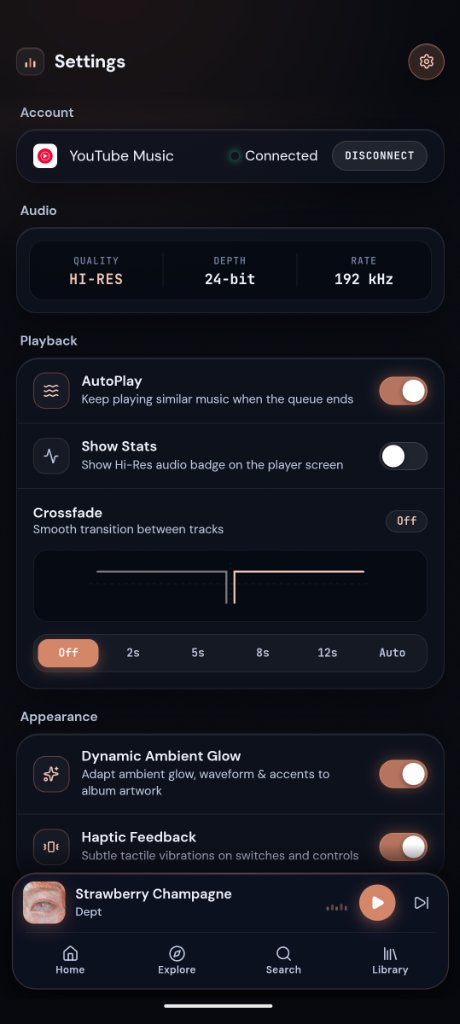 Settings
Account
YouTube Music
Connected
DISCONNECT
Audio
QUALITY
HI-RES
DEPTH
24-bit
RATE
192 kHz
Playback
AutoPlay
Keep playing similar music when the queue ends
Show Stats
Show Hi-Res audio badge on the player screen
Crossfade
Smooth transition between tracks
Off
Off
2s
5s
8s
12s
Auto
Appearance
Dynamic Ambient Glow
Adapt ambient glow, waveform & accents to
album artwork
Haptic Feedback
Subtle tactile vibrations on switches and controls
Strawberry Champagne
Dept
Home
Explore
Search
Library